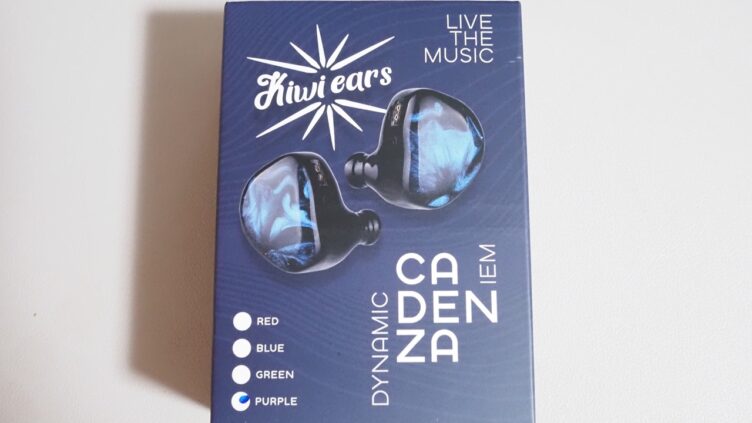 LIVE
THE
MUSIC
Kiwi ears
CA
DEN
ZA
IEM
DYNAMIC
RED
BLUE
GREEN
PURPLE